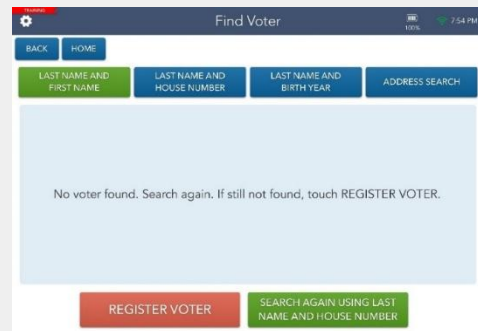 TRAINING
Find Voter
100%
7:54 PM
BACK
HOME
LAST NAME AND
FIRST NAME
LAST NAME AND
HOUSE NUMBER
LAST NAME AND
BIRTH YEAR
ADDRESS SEARCH
No voter found. Search again. If still not found, touch REGISTER VOTER.
REGISTER VOTER
SEARCH AGAIN USING LAST
NAME AND HOUSE NUMBER